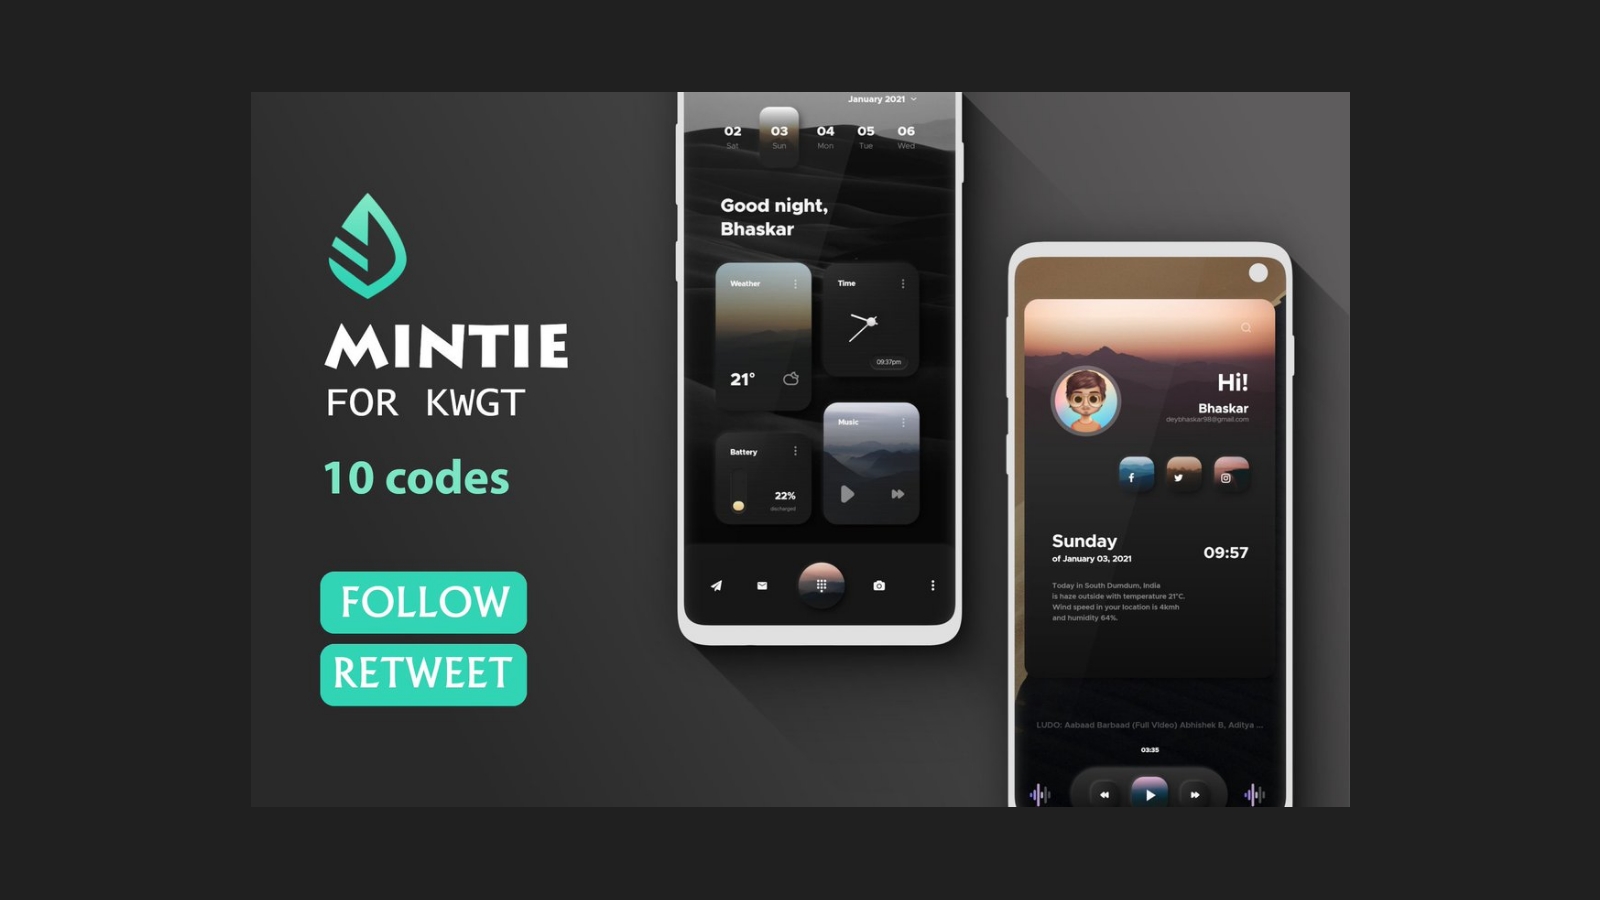 MINTIE
FOR KWGT
10 codes
FOLLOW
RETWEET
January 2021
02 03 04 05 06
Sat Sun Mon Tue Wed
Good night,
Bhaskar
Weather
21°
Time
09:37pm
Battery
22%
discharged
Music
Hi!
Bhaskar
deybhaskar98@gmail.com
Sunday
of January 03, 2021
09:57
Today in South Dumdum, India
is haze outside with temperature 21°C.
Wind speed in your location is 4kmh
and humidity 64%.
LUDO: Aabaad Barbaad (Full Video) Abhishek B, Aditya ...
03:35